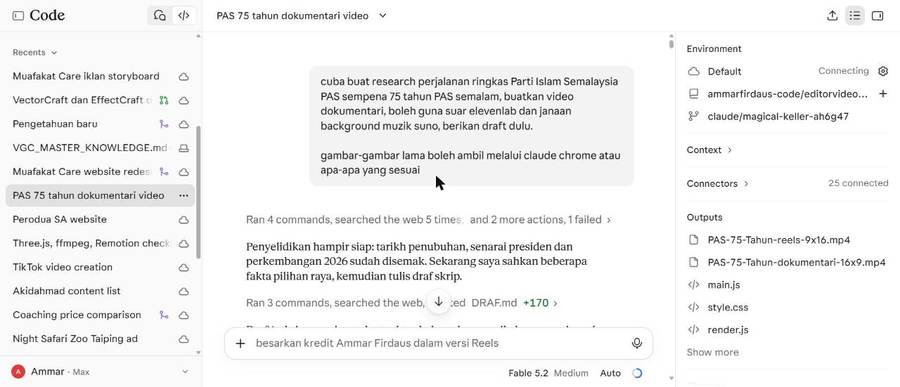 Code
Recents
Muafakat Care iklan storyboard
VectorCraft dan EffectCraft d
Pengetahuan baru
VGC_MASTER_KNOWLEDGE.md
Muafakat Care website redes
PAS 75 tahun dokumentari video
Perodua SA website
Three.js, ffmpeg, Remotion check
TikTok video creation
Akidahmad content list
Coaching price comparison
Night Safari Zoo Taiping ad
A
Ammar · Max
PAS 75 tahun dokumentari video
cuba buat research perjalanan ringkas Parti Islam Semalaysia
PAS sempena 75 tahun PAS semalam, buatkan video
dokumentari, boleh guna suar elevenlab dan janaan
background muzik suno, berikan draft dulu.
gambar-gambar lama boleh ambil melalui claude chrome atau
apa-apa yang sesuai
Ran 4 commands, searched the web 5 times, and 2 more actions, 1 failed
Penyelidikan hampir siap: tarikh penubuhan, senarai presiden dan
perkembangan 2026 sudah disemak. Sekarang saya sahkan beberapa
fakta pilihan raya, kemudian tulis draf skrip.
Ran 3 commands, searched the web, DRAF.md +170
besarkan kredit Ammar Firdaus dalam versi Reels
Fable 5.2 Medium Auto
Environment
Default Connecting
ammarfirdaus-code/editorvideo...
claude/magical-keller-ah6g47
Context
Connectors 25 connected
Outputs
PAS-75-Tahun-reels-9x16.mp4
PAS-75-Tahun-dokumentari-16x9.mp4
main.js
style.css
render.js
Show more